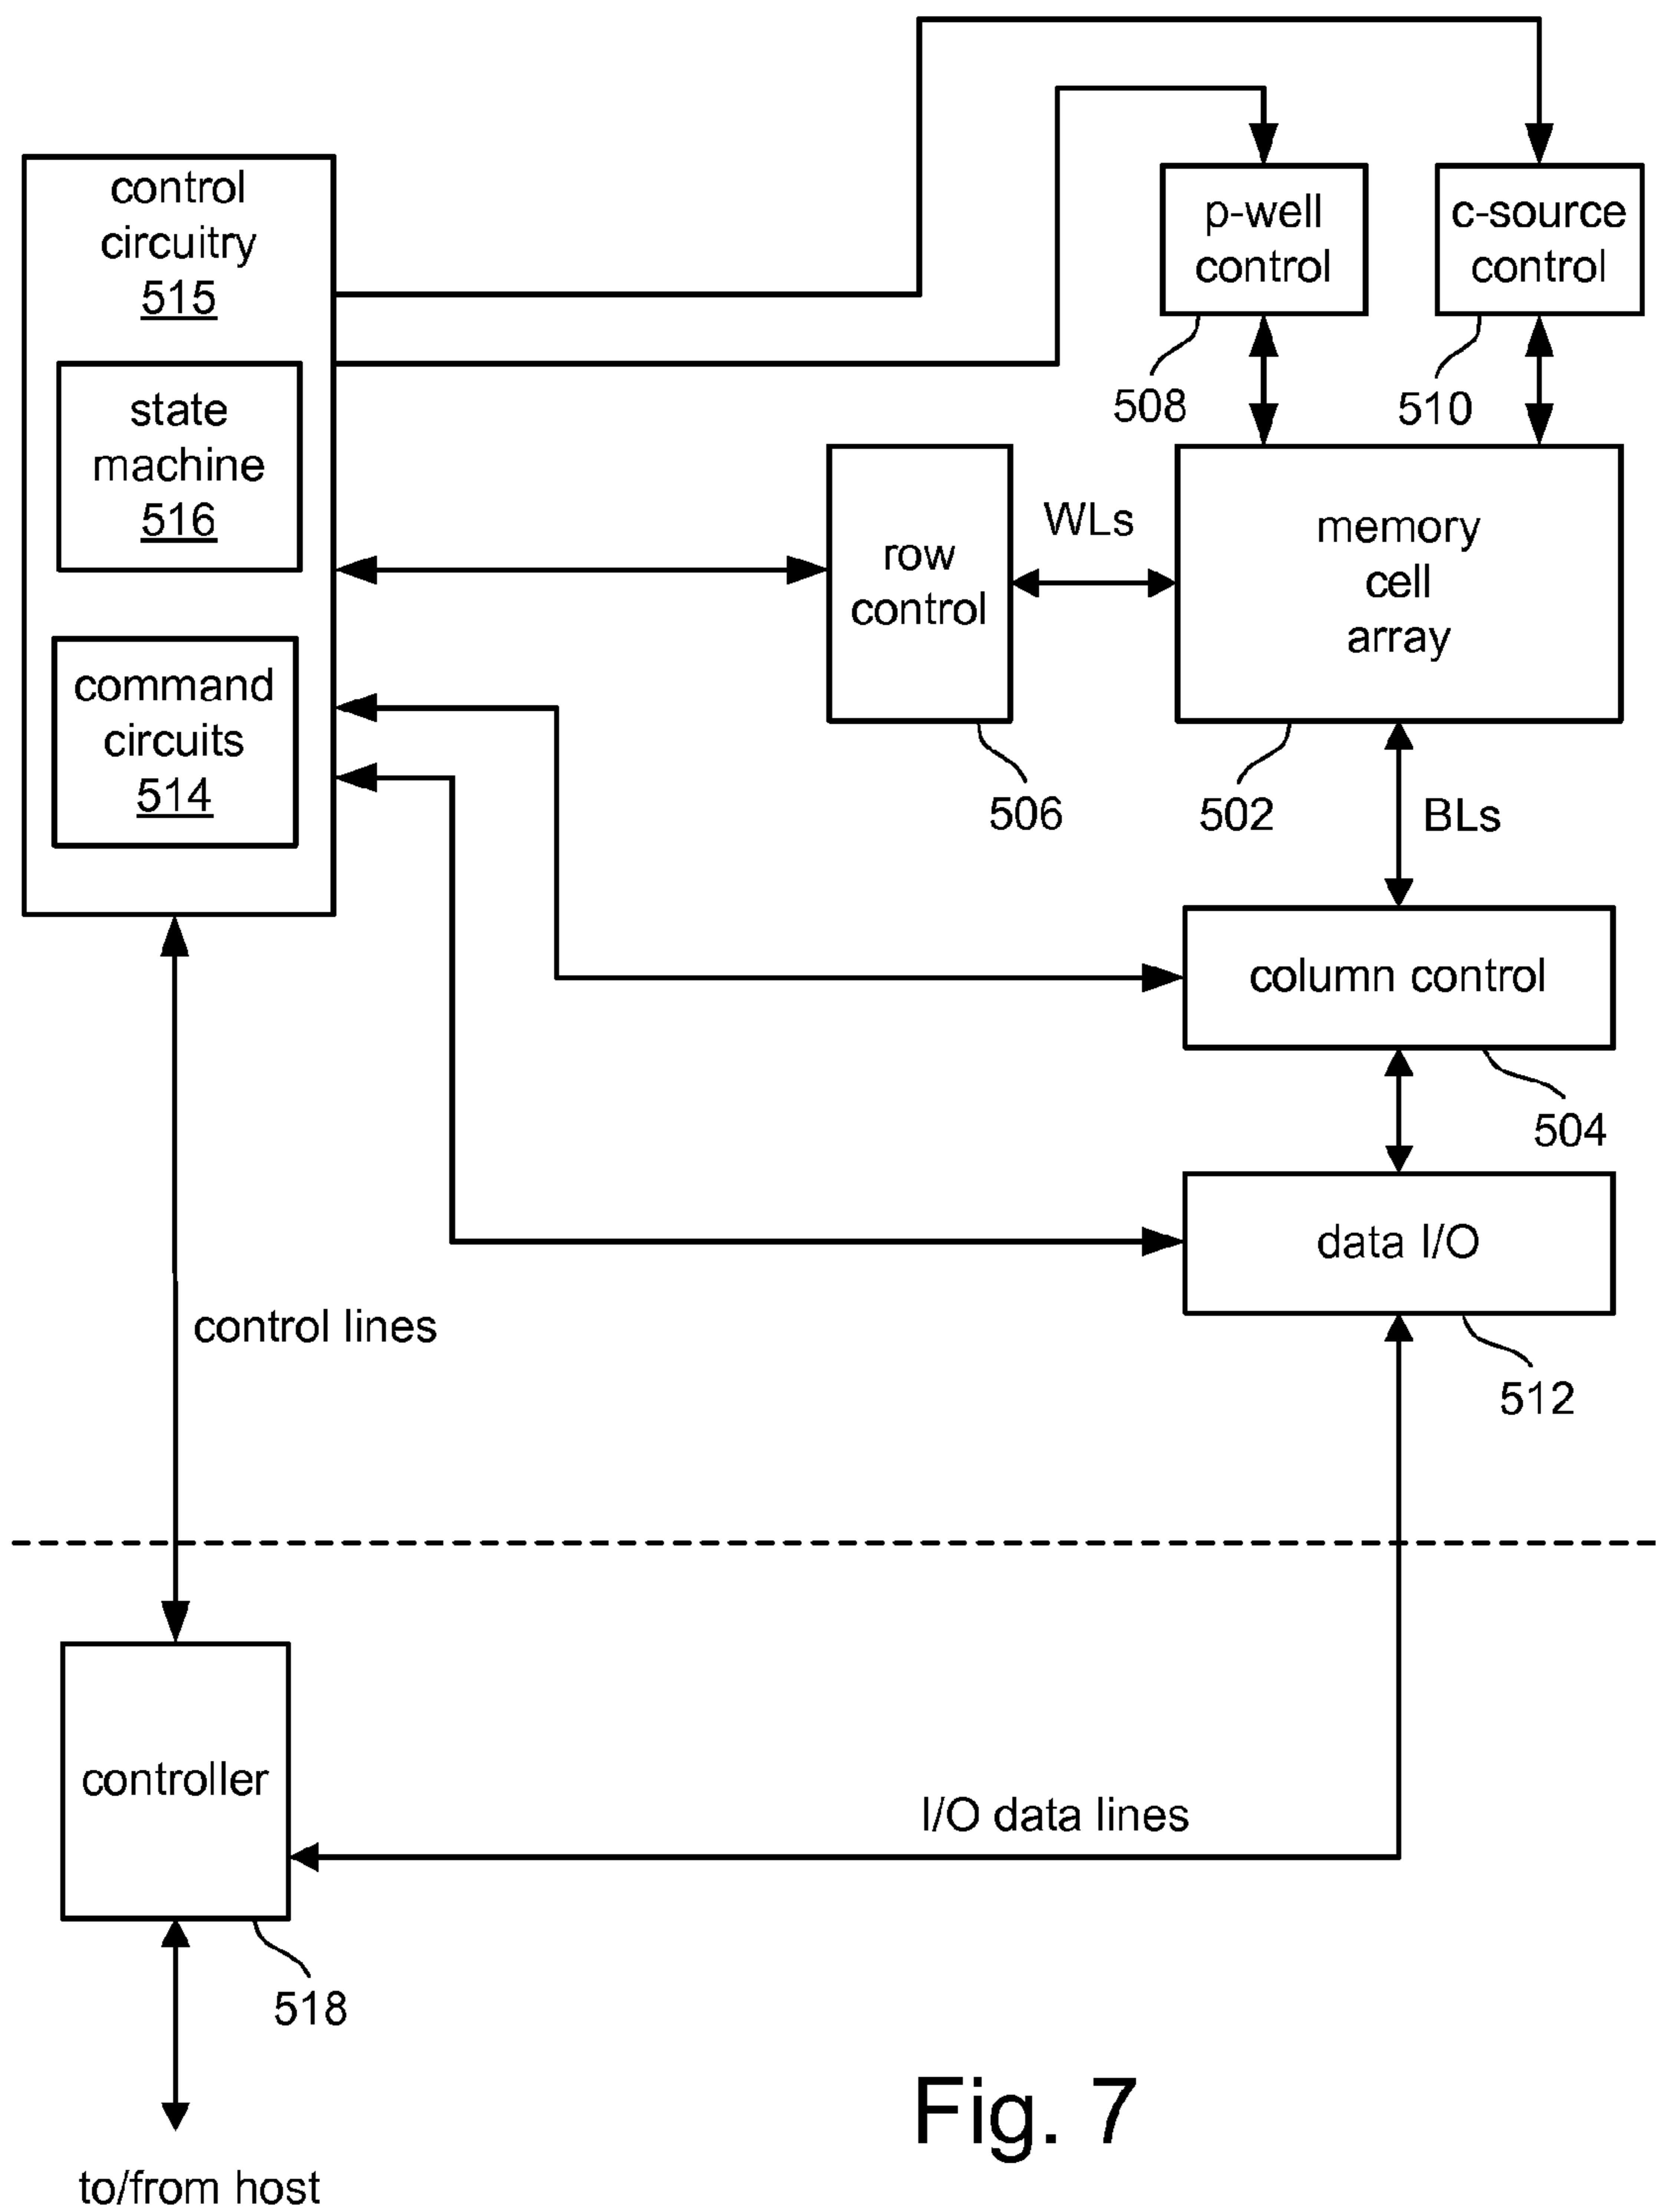 control
circuitry
515
state
machine
516
command
circuits
514
p-well
control
508
c-source
control
510
row
control
506
WLs
memory
cell
array
502
BLs
column control
504
data I/O
512
control lines
controller
518
I/O data lines
to/from host
Fig. 7